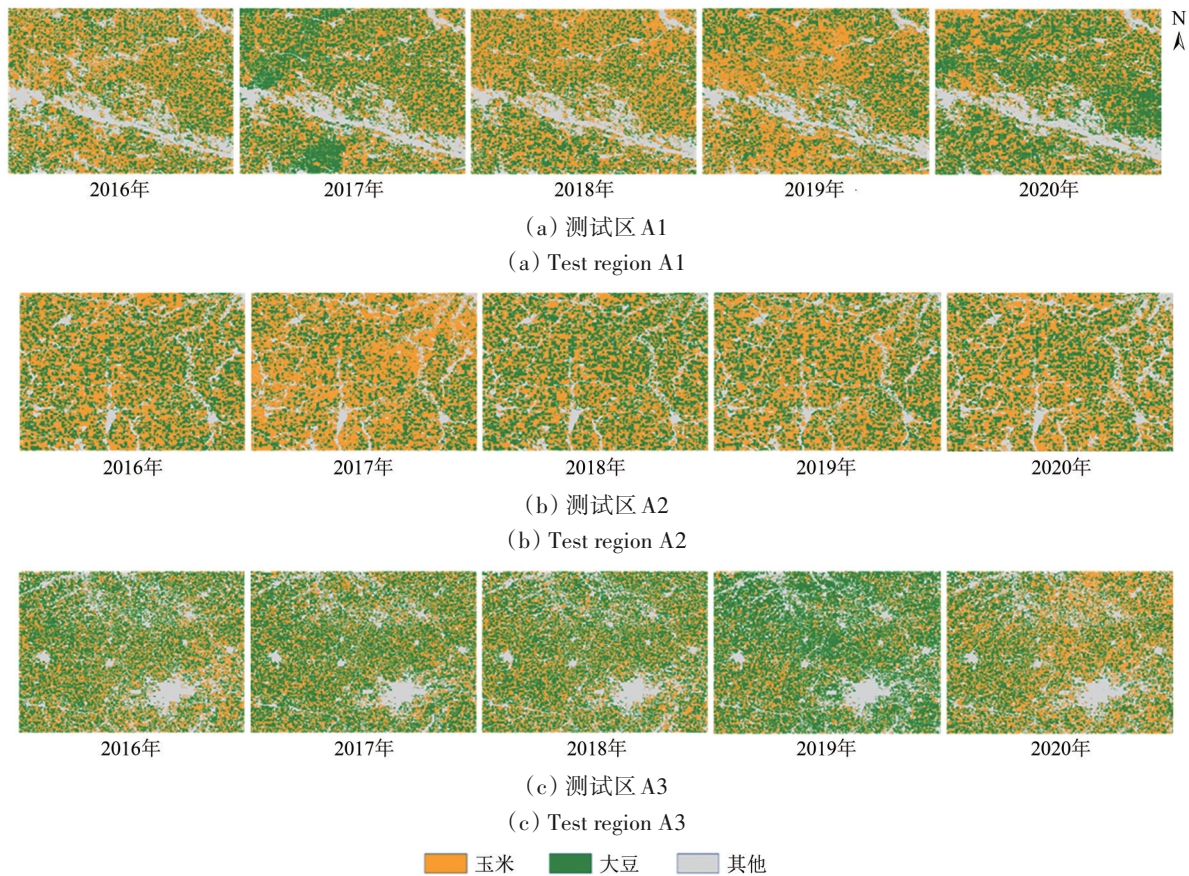 N
2016年 2017年 2018年 2019年 2020年
(a)测试区 A1
(a) Test region A1
2016年 2017年 2018年 2019年 2020年
(b)测试区 A2
(b) Test region A2
2016年 2017年 2018年 2019年 2020年
(c)测试区 A3
(c) Test region A3
玉米 大豆 其他